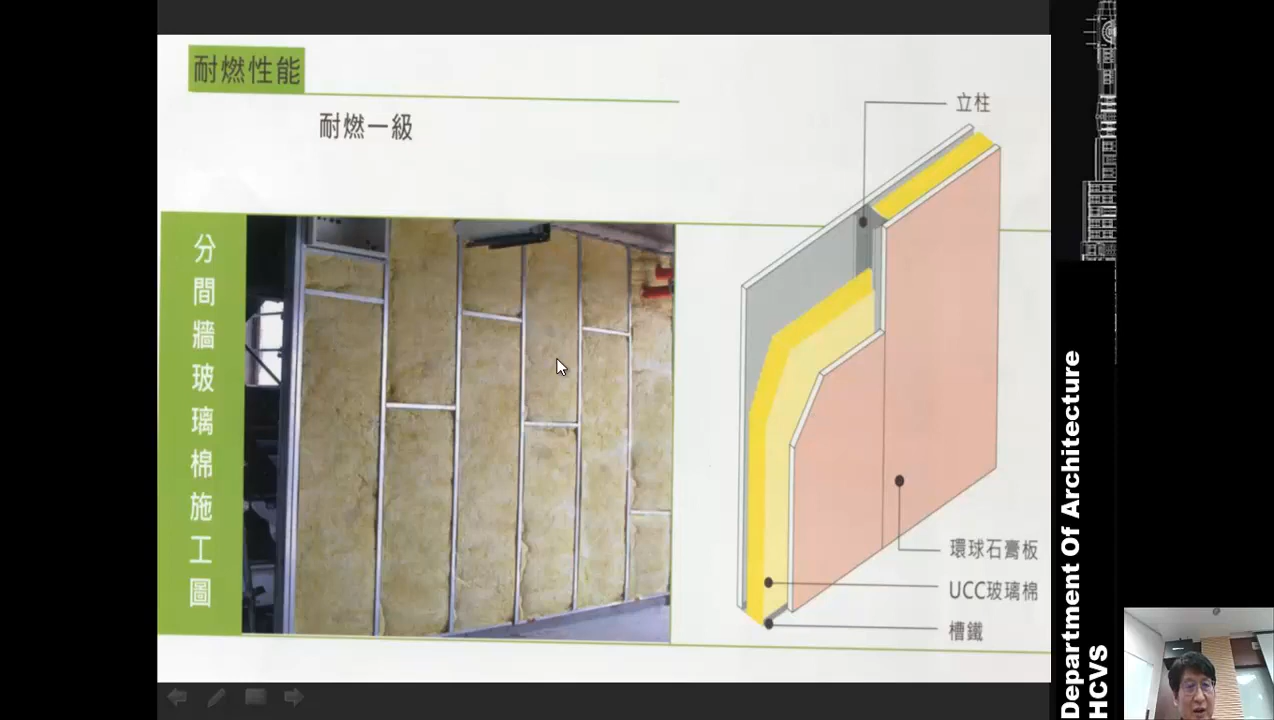 耐燃性能
耐燃一級
立柱
分間牆玻璃棉施工圖
環球石膏板
UCC玻璃棉
槽鐵
Department Of Architecture
HCVS